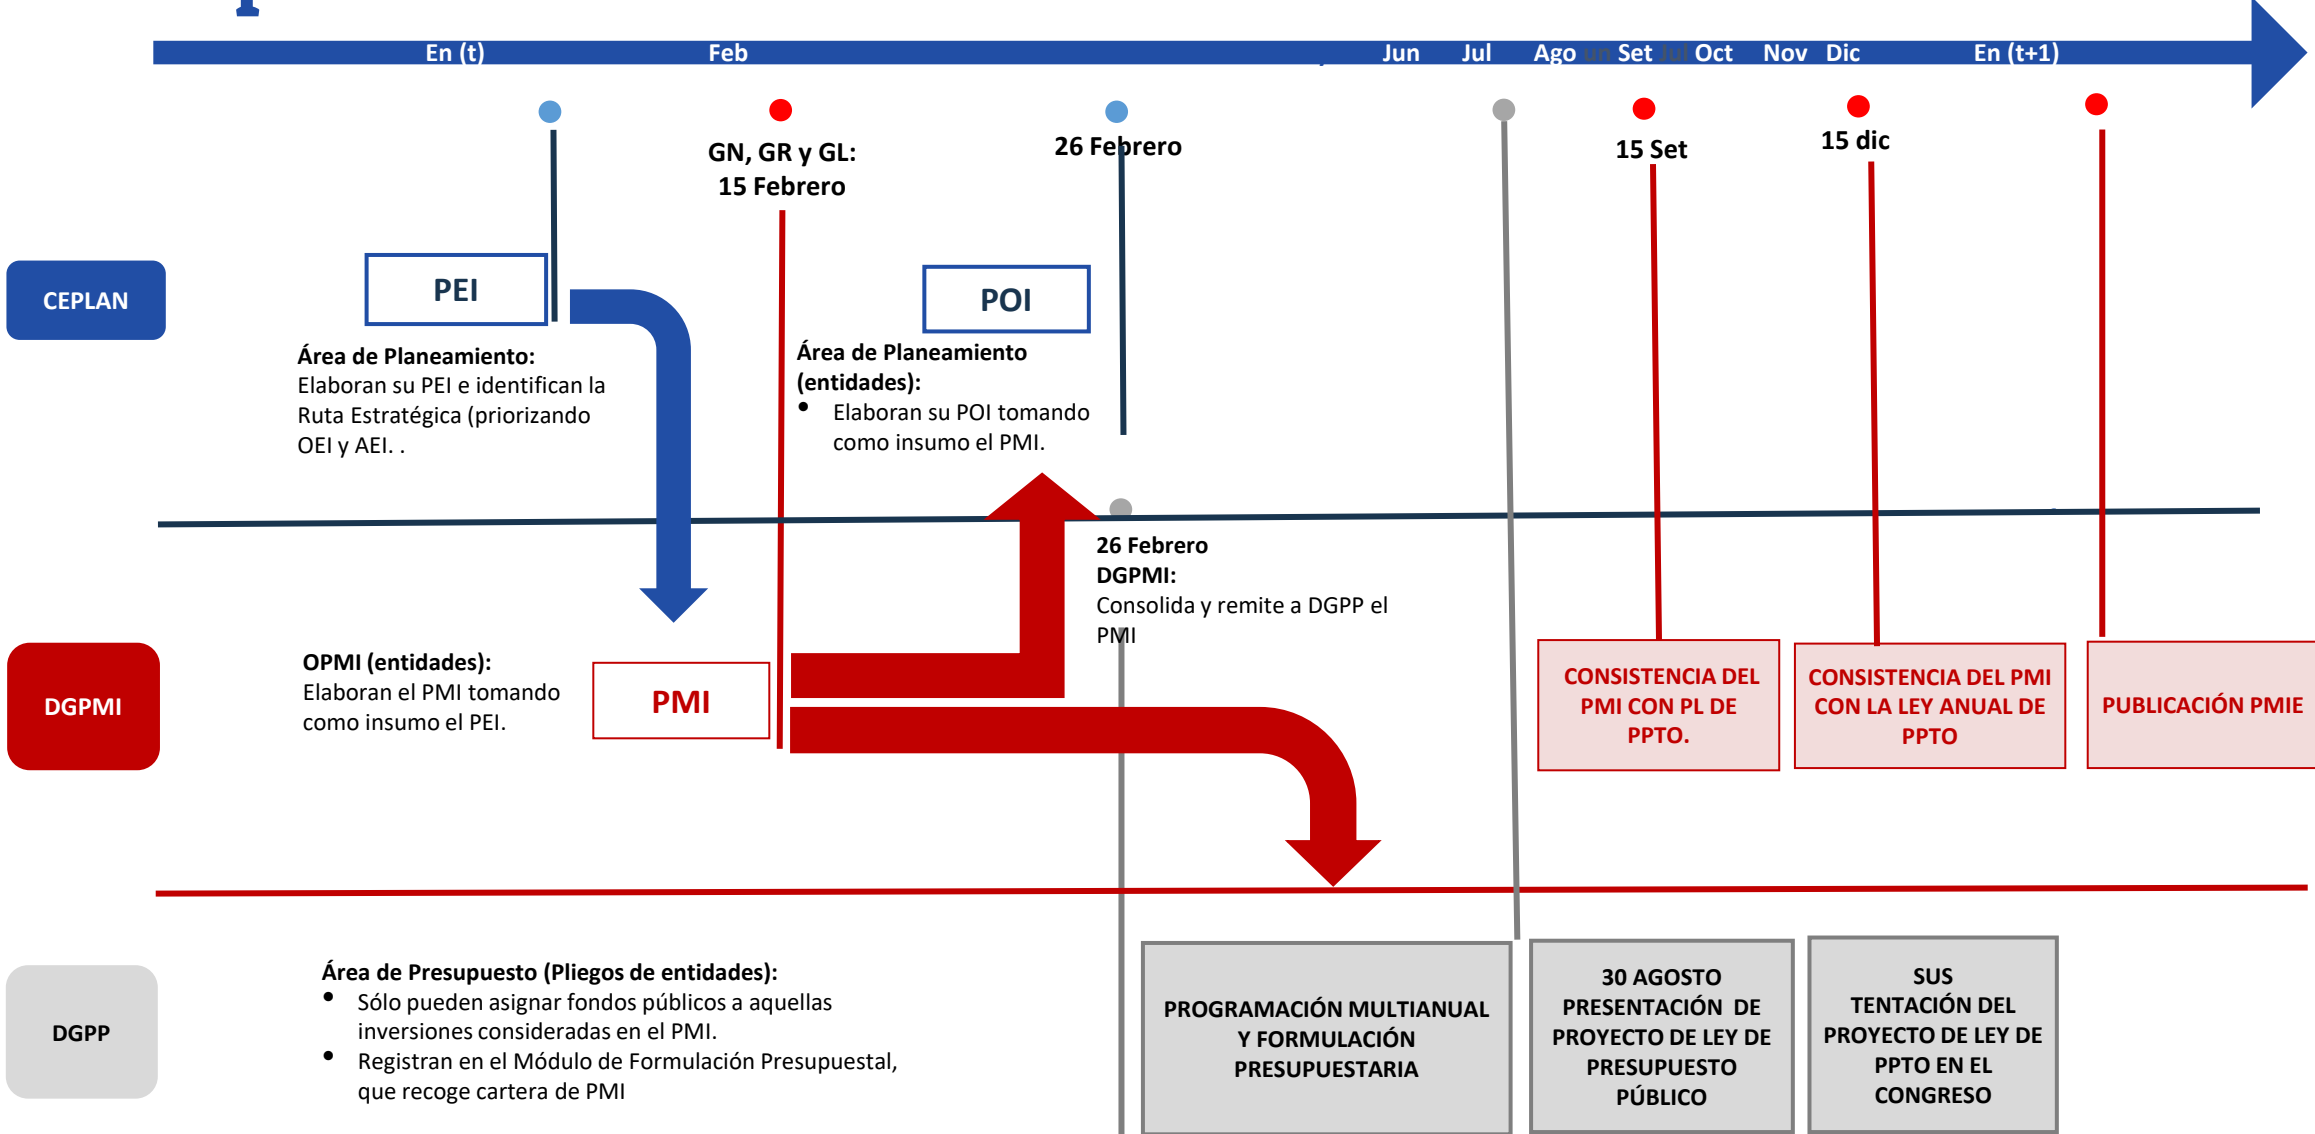 En (t) Feb Jun Jul Ago un Set Jul Oct Nov Dic En (t+1)
GN, GR y GL:
15 Febrero
26 Febrero
15 Set
15 dic
CEPLAN
PEI
POI
Área de Planeamiento:
Elaboran su PEI e identifican la
Ruta Estratégica (priorizando
OEI y AEI. .
Área de Planeamiento
(entidades):
• Elaboran su POI tomando
como insumo el PMI.
26 Febrero
DGPMI:
Consolida y remite a DGPP el
PMI
DGPMI
OPMI (entidades):
Elaboran el PMI tomando
como insumo el PEI.
PMI
CONSISTENCIA DEL
PMI CON PL DE
PPTO.
CONSISTENCIA DEL PMI
CON LA LEY ANUAL DE
PPTO
PUBLICACIÓN PMIE
DGPP
Área de Presupuesto (Pliegos de entidades):
• Sólo pueden asignar fondos públicos a aquellas
inversiones consideradas en el PMI.
• Registran en el Módulo de Formulación Presupuestal,
que recoge cartera de PMI
PROGRAMACIÓN MULTIANUAL
Y FORMULACIÓN
PRESUPUESTARIA
30 AGOSTO
PRESENTACIÓN DE
PROYECTO DE LEY DE
PRESUPUESTO
PÚBLICO
SUS
TENTACIÓN DEL
PROYECTO DE LEY DE
PPTO EN EL
CONGRESO